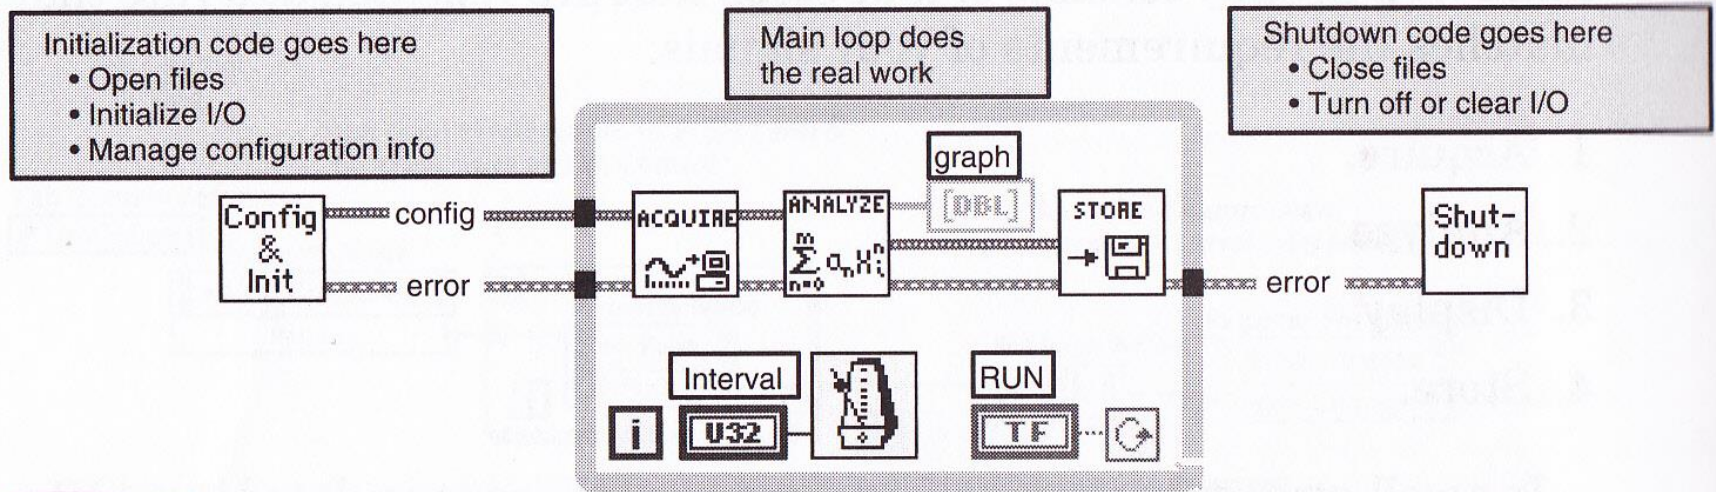 Initialization code goes here
• Open files
• Initialize I/O
• Manage configuration info
Main loop does
the real work
Shutdown code goes here
• Close files
• Turn off or clear I/O
Config
&
Init
config
error
ACQUIRE
ANALYZE
m
Σ aₙXᵢⁿ
n=0
graph
[DBL]
STORE
error
Shut-
down
Interval
U32
i
RUN
TF